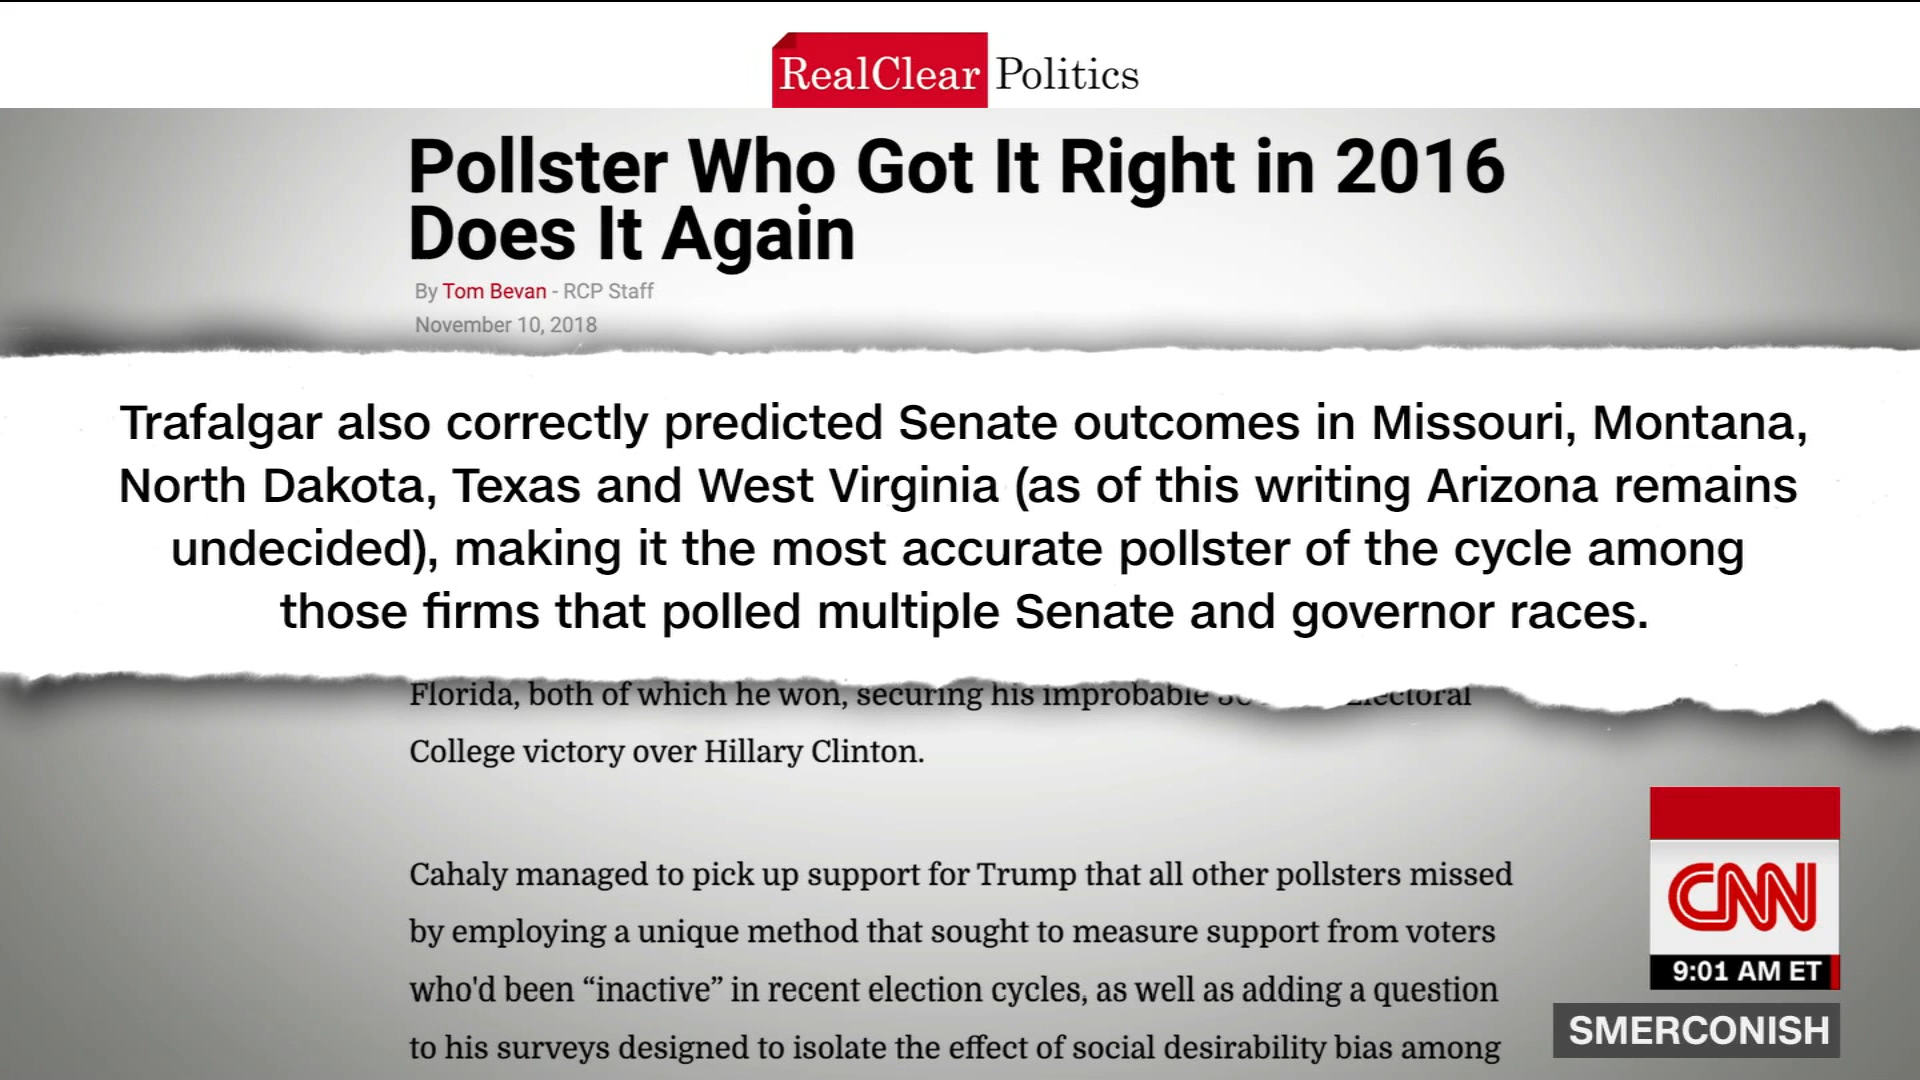 RealClear Politics
Pollster Who Got It Right in 2016
Does It Again
By Tom Bevan - RCP Staff
November 10, 2018
Trafalgar also correctly predicted Senate outcomes in Missouri, Montana,
North Dakota, Texas and West Virginia (as of this writing Arizona remains
undecided), making it the most accurate pollster of the cycle among
those firms that polled multiple Senate and governor races.
Florida, both of which he won, securing his improbable
College victory over Hillary Clinton.
Cahaly managed to pick up support for Trump that all other pollsters missed
by employing a unique method that sought to measure support from voters
who'd been “inactive” in recent election cycles, as well as adding a question
to his surveys designed to isolate the effect of social desirability bias among
CNN
9:01 AM ET
SMERCONISH